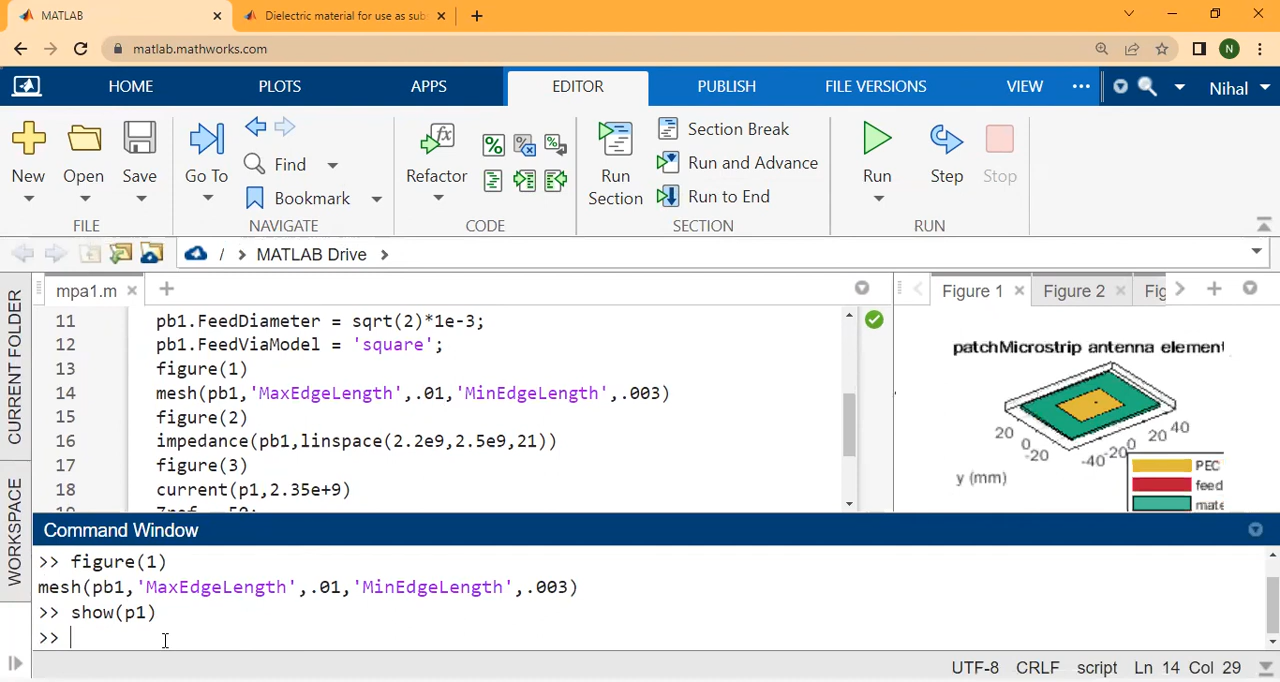 MATLAB
Dielectric material for use as sub
matlab.mathworks.com
N
HOME
PLOTS
APPS
EDITOR
PUBLISH
FILE VERSIONS
VIEW
Nihal
New
Open
Save
FILE
Go To
Find
Bookmark
NAVIGATE
Refactor
CODE
Run Section
Section Break
Run and Advance
Run to End
SECTION
Run
Step
Stop
RUN
/ > MATLAB Drive >
CURRENT FOLDER
WORKSPACE
mpa1.m
11 pb1.FeedDiameter = sqrt(2)*1e-3;
12 pb1.FeedViaModel = 'square';
13 figure(1)
14 mesh(pb1,'MaxEdgeLength',.01,'MinEdgeLength',.003)
15 figure(2)
16 impedance(pb1,linspace(2.2e9,2.5e9,21))
17 figure(3)
18 current(p1,2.35e+9)
Figure 1
Figure 2
Fig
patchMicrostrip antenna element
20
0
-20
-40
-20
0
20
40
y (mm)
PEC
feed
mate
Command Window
>> figure(1)
mesh(pb1,'MaxEdgeLength',.01,'MinEdgeLength',.003)
>> show(p1)
>>
UTF-8 CRLF script Ln 14 Col 29